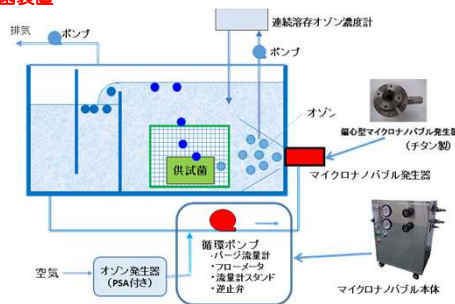 排気
ポンプ
連続溶存オゾン濃度計
ポンプ
オゾン
偏心型マイクロナノバブル発生器
(チタン製)
供試菌
マイクロナノバブル発生器
循環ポンプ
・パージ流量計
・フローメータ
・流量計スタンド
・逆止弁
空気
オゾン発生器
(PSA付き)
マイクロナノバブル本体